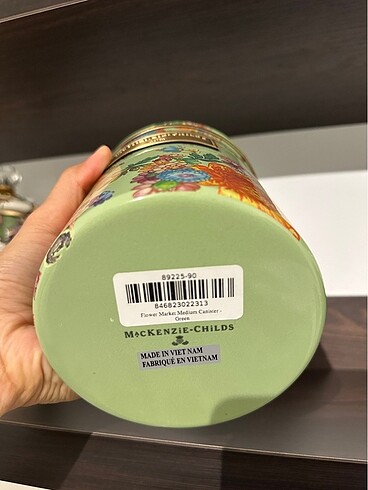 89225-90
846823022313
Flower Market Medium Canister -
Green
MacKENZiE-CHiLDS
MADE IN VIET NAM
FABRIQUÉ EN VIETNAM